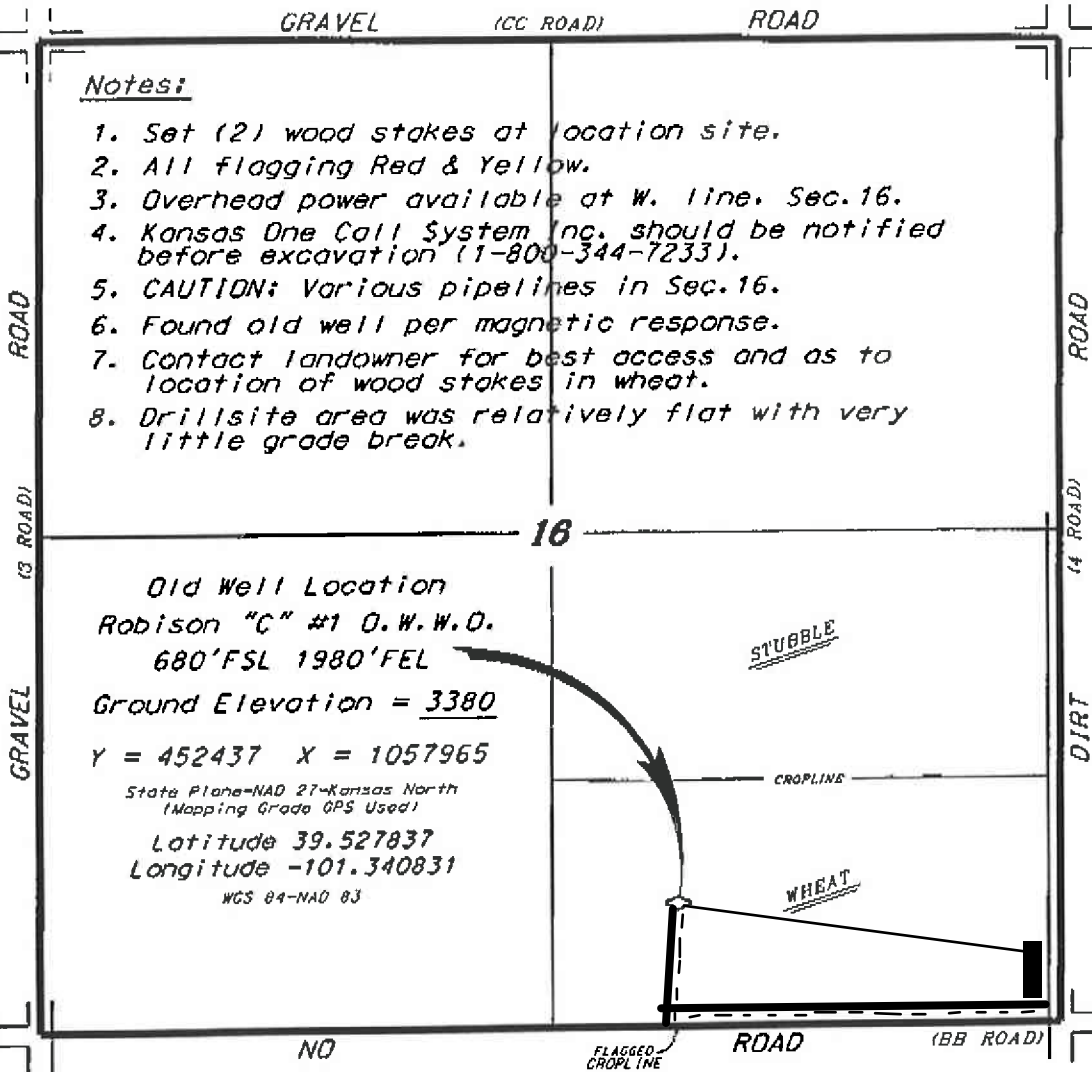 GRAVEL (CC ROAD) ROAD
Notes:
1. Set (2) wood stakes at location site.
2. All flagging Red & Yellow.
3. Overhead power available at W. line. Sec. 16.
4. Kansas One Call System Inc. should be notified
before excavation (1-800-344-7233).
5. CAUTION: Various pipelines in Sec. 16.
6. Found old well per magnetic response.
7. Contact landowner for best access and as to
location of wood stakes in wheat.
8. Drillsite area was relatively flat with very
little grade break.
ROAD
(3 ROAD)
GRAVEL
ROAD
(4 ROAD)
DIRT
16
Old Well Location
Robison "C" #1 O.W.W.O.
680'FSL 1980'FEL
Ground Elevation = 3380
Y = 452437 X = 1057965
State Plane-NAD 27-Kansas North
(Mapping Grade GPS Used)
Latitude 39.527837
Longitude -101.340831
WGS 84-NAD 83
STUBBLE
CROPLINE
WHEAT
NO ROAD (BB ROAD)
FLAGGED
CROPLINE